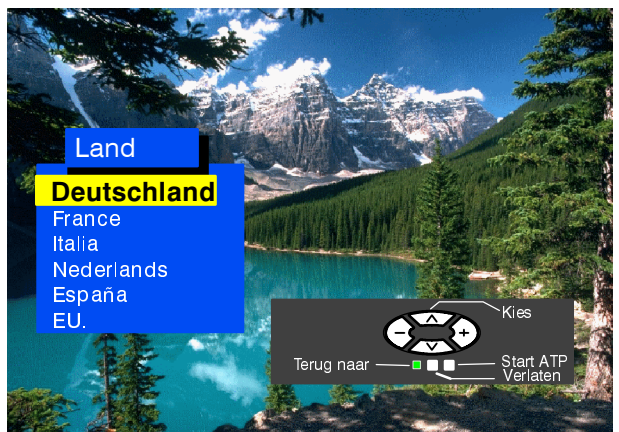 Land
Deutschland
France
Italia
Nederlands
España
EU.
Kies
Terug naar
Start ATP
Verlaten